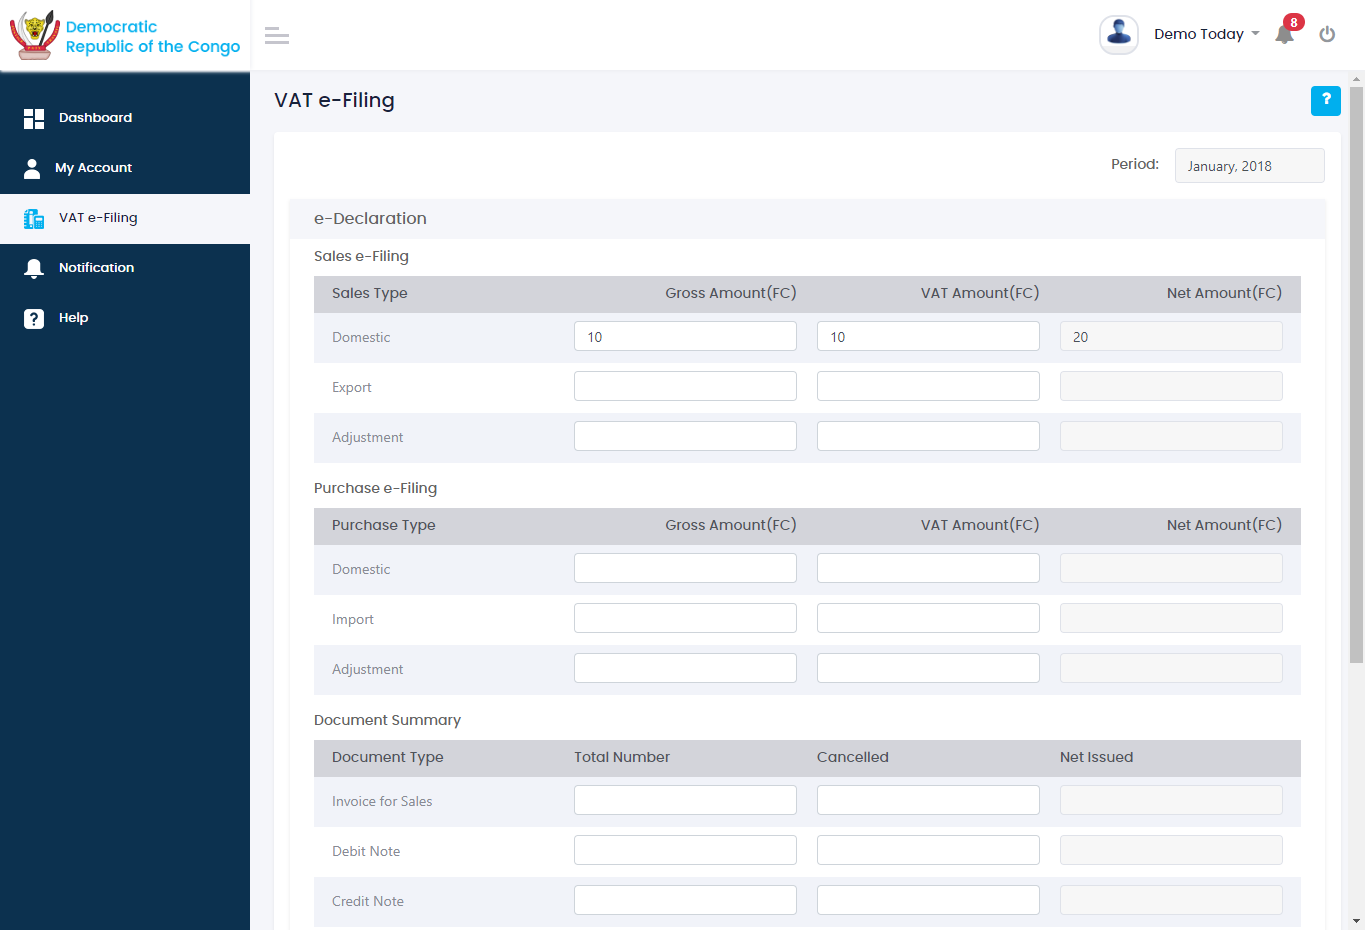 Democratic
Republic of the Congo
Demo Today
8
Dashboard
My Account
VAT e-Filing
Notification
Help
VAT e-Filing
?
Period: January, 2018
e-Declaration
Sales e-Filing
Sales Type Gross Amount(FC) VAT Amount(FC) Net Amount(FC)
Domestic 10 10 20
Export
Adjustment
Purchase e-Filing
Purchase Type Gross Amount(FC) VAT Amount(FC) Net Amount(FC)
Domestic
Import
Adjustment
Document Summary
Document Type Total Number Cancelled Net Issued
Invoice for Sales
Debit Note
Credit Note